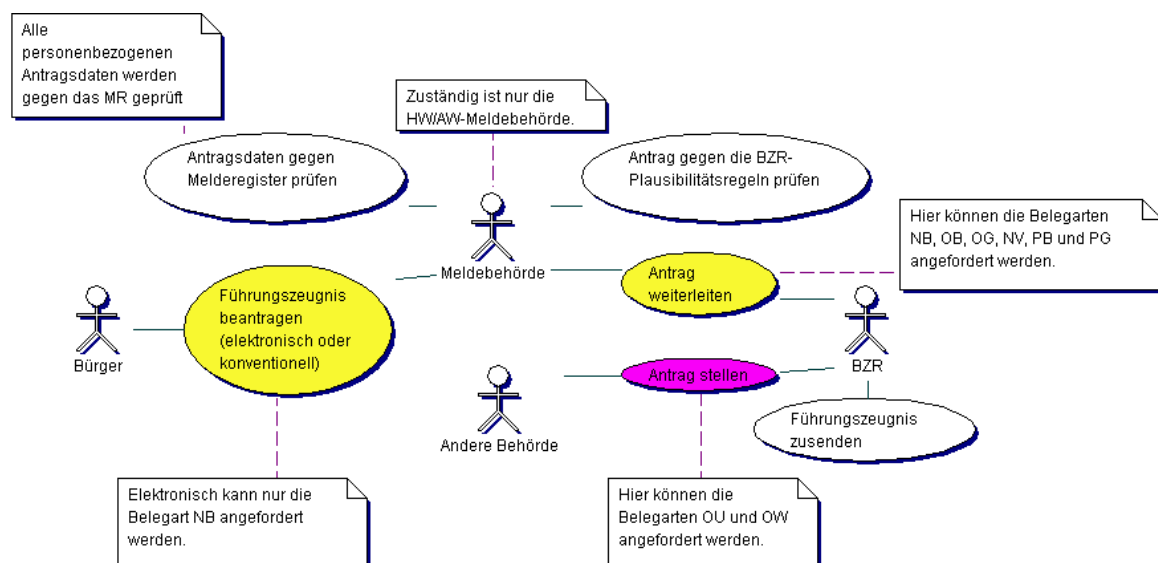 Alle
personenbezogenen
Antragsdaten werden
gegen das MR geprüft
Zuständig ist nur die
HW/AW-Meldebehörde.
Antragsdaten gegen
Melderegister prüfen
Antrag gegen die BZR-
Plausibilitätsregeln prüfen
Hier können die Belegarten
NB, OB, OG, NV, PB und PG
angefordert werden.
Meldebehörde
Antrag
weiterleiten
Führungszeugnis
beantragen
(elektronisch oder
konventionell)
Bürger
BZR
Antrag stellen
Andere Behörde
Führungszeugnis
zusenden
Elektronisch kann nur die
Belegart NB angefordert
werden.
Hier können die
Belegarten OU und OW
angefordert werden.